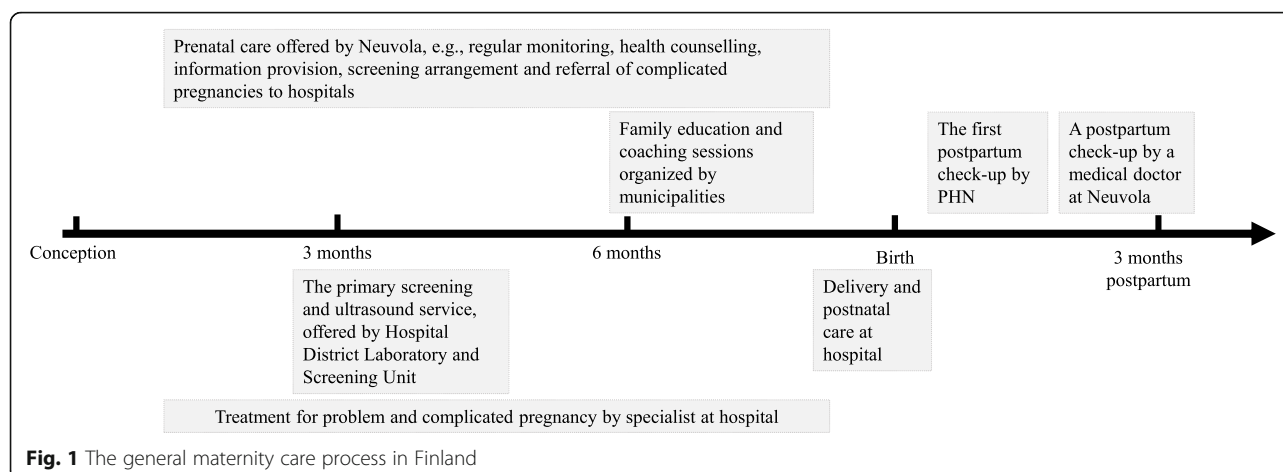 Prenatal care offered by Neuvola, e.g., regular monitoring, health counselling,
information provision, screening arrangement and referral of complicated
pregnancies to hospitals
Family education and
coaching sessions
organized by
municipalities
The first
postpartum
check-up by
PHN
A postpartum
check-up by a
medical doctor
at Neuvola
Conception
3 months
6 months
Birth
3 months
postpartum
The primary screening
and ultrasound service,
offered by Hospital
District Laboratory and
Screening Unit
Delivery and
postnatal
care at
hospital
Treatment for problem and complicated pregnancy by specialist at hospital
Fig. 1 The general maternity care process in Finland